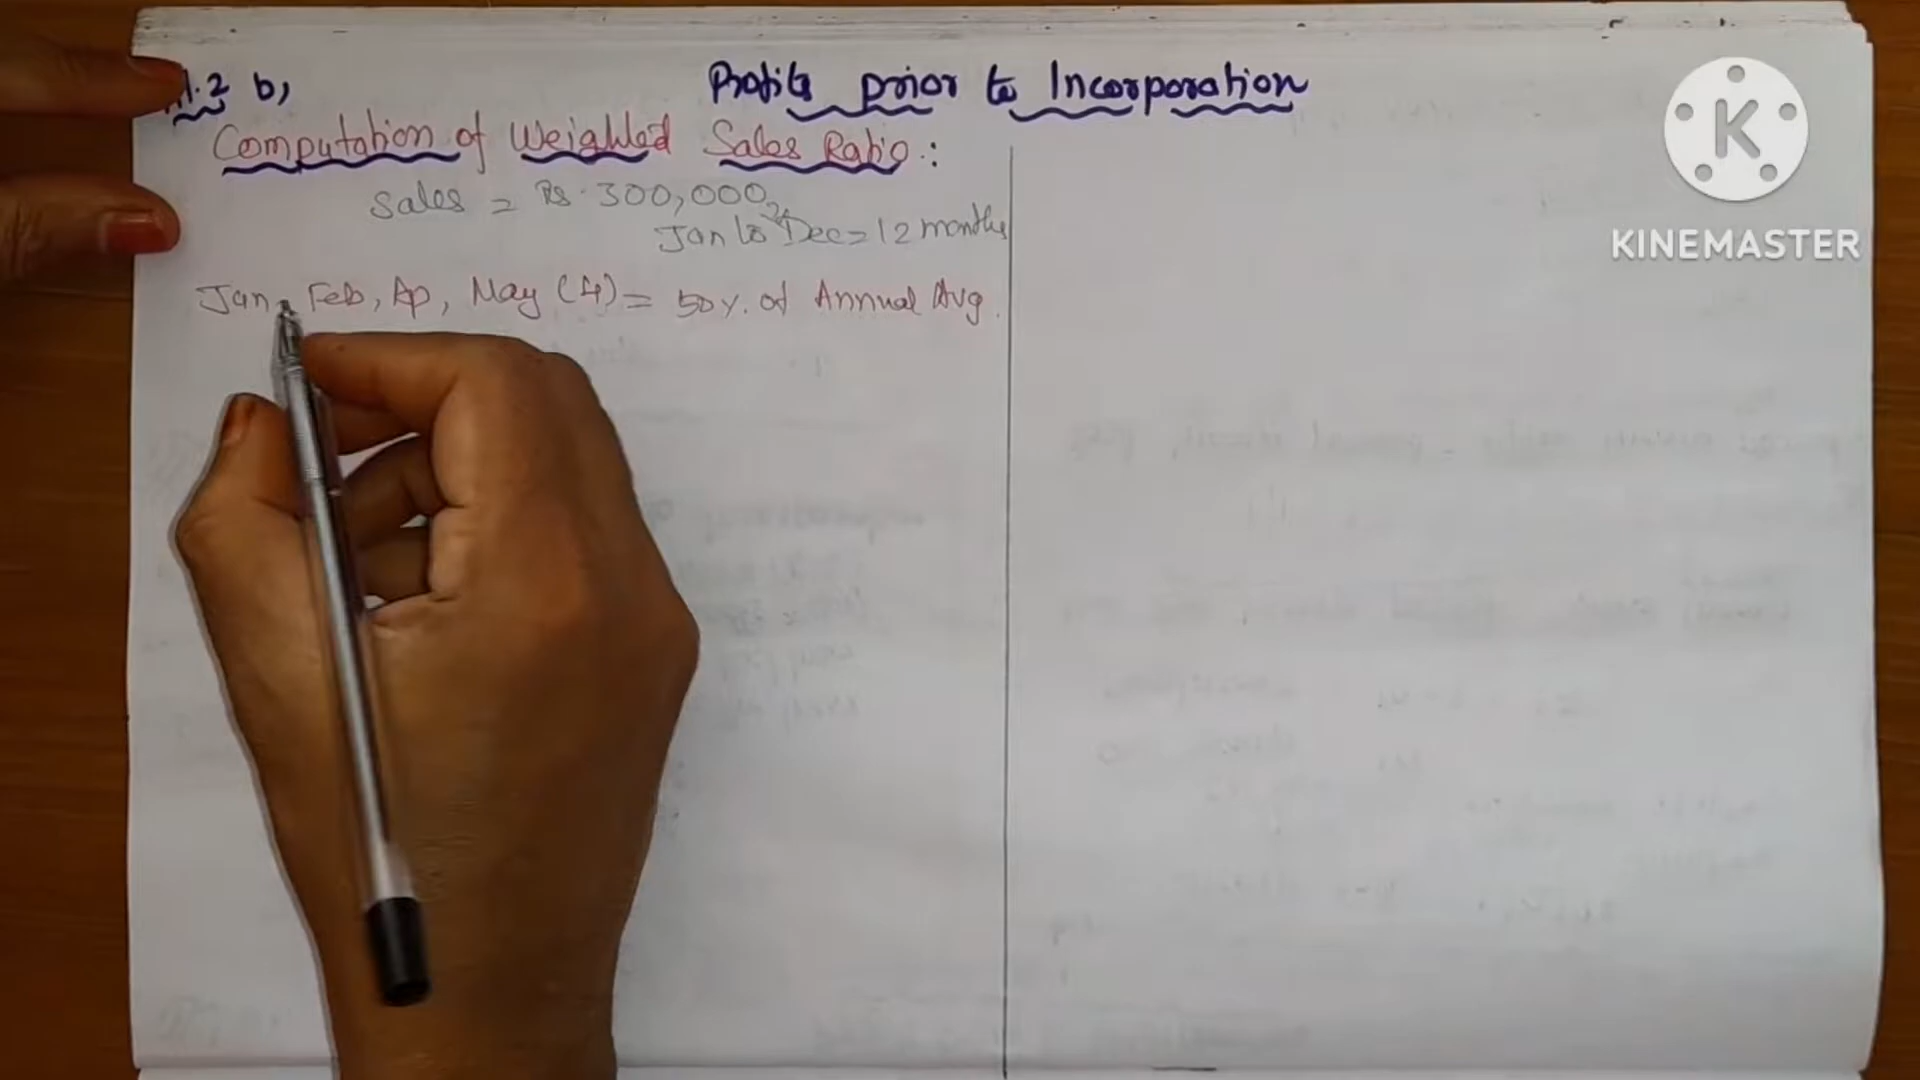 1.2 b,
Profits prior to Incorporation
Computation of Weighted Sales Ratio :
Sales = Rs. 300,000
Jan to Dec = 12 months
Jan, Feb, Ap, May (4) = 50%. of Annual Avg.
K
KINEMASTER